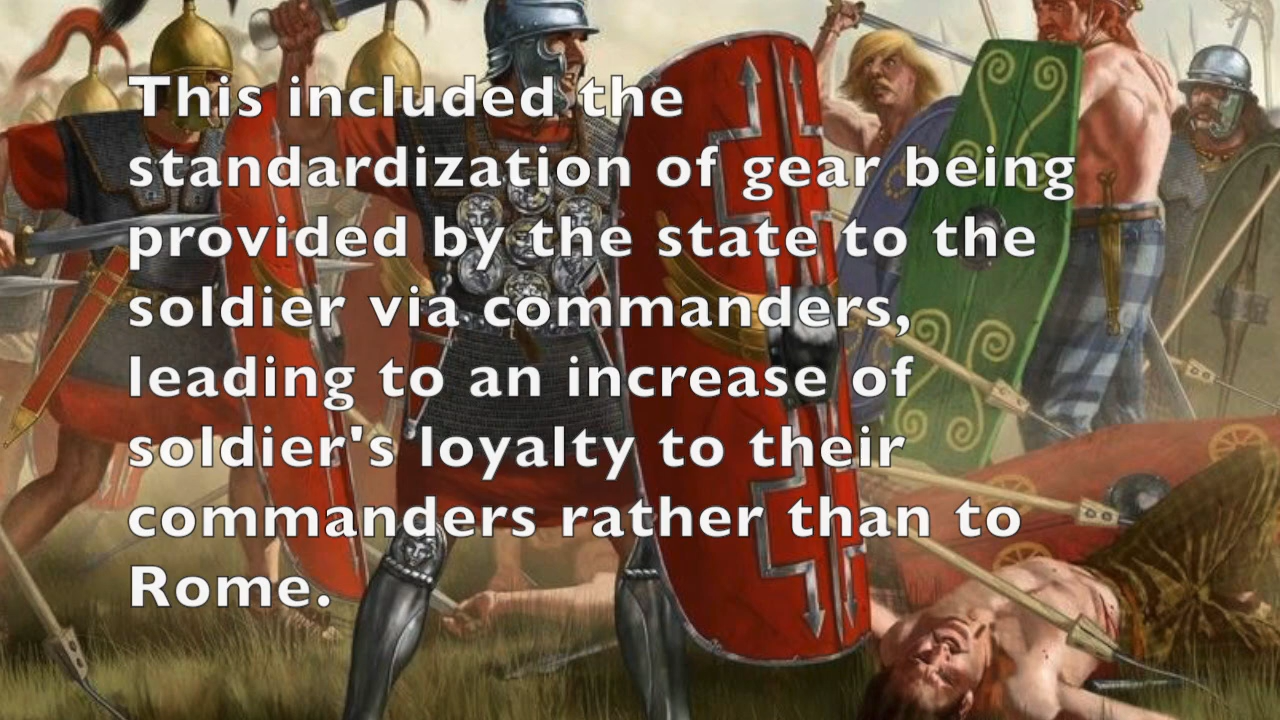 This included the
standardization of gear being
provided by the state to the
soldier via commanders,
leading to an increase of
soldier's loyalty to their
commanders rather than to
Rome.